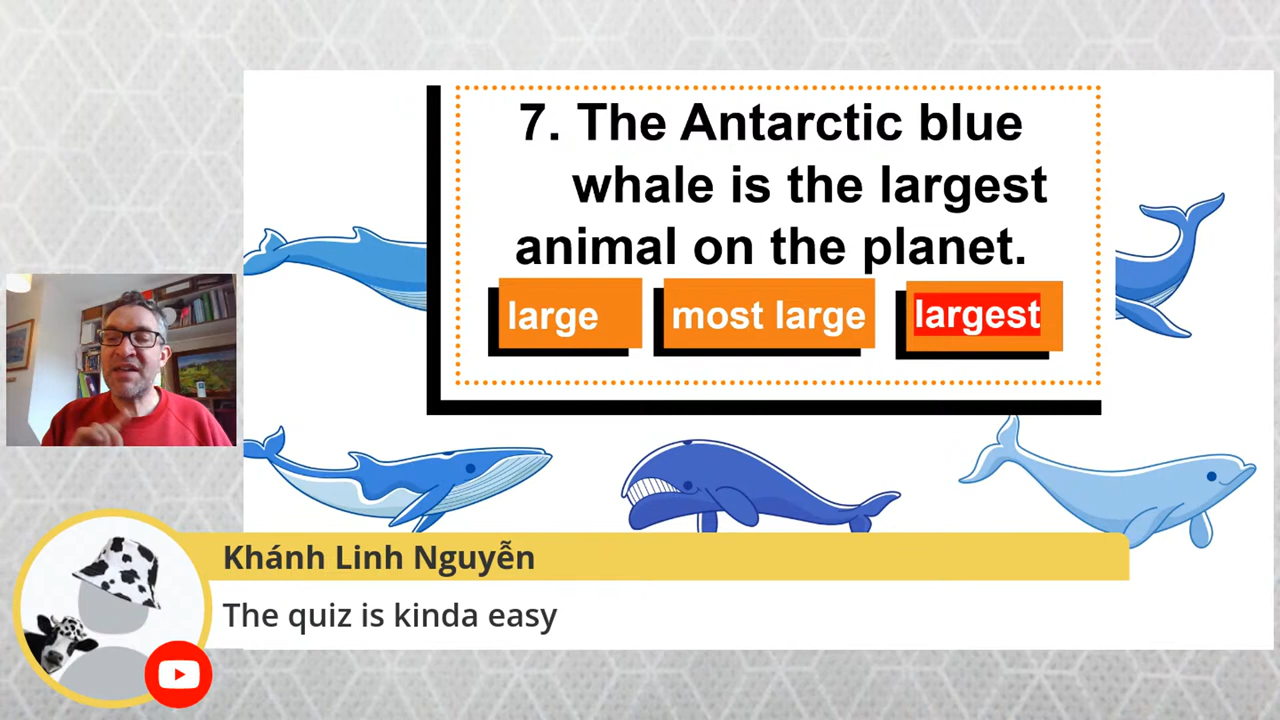 7. The Antarctic blue
whale is the largest
animal on the planet.
large
most large
largest
Khánh Linh Nguyễn
The quiz is kinda easy